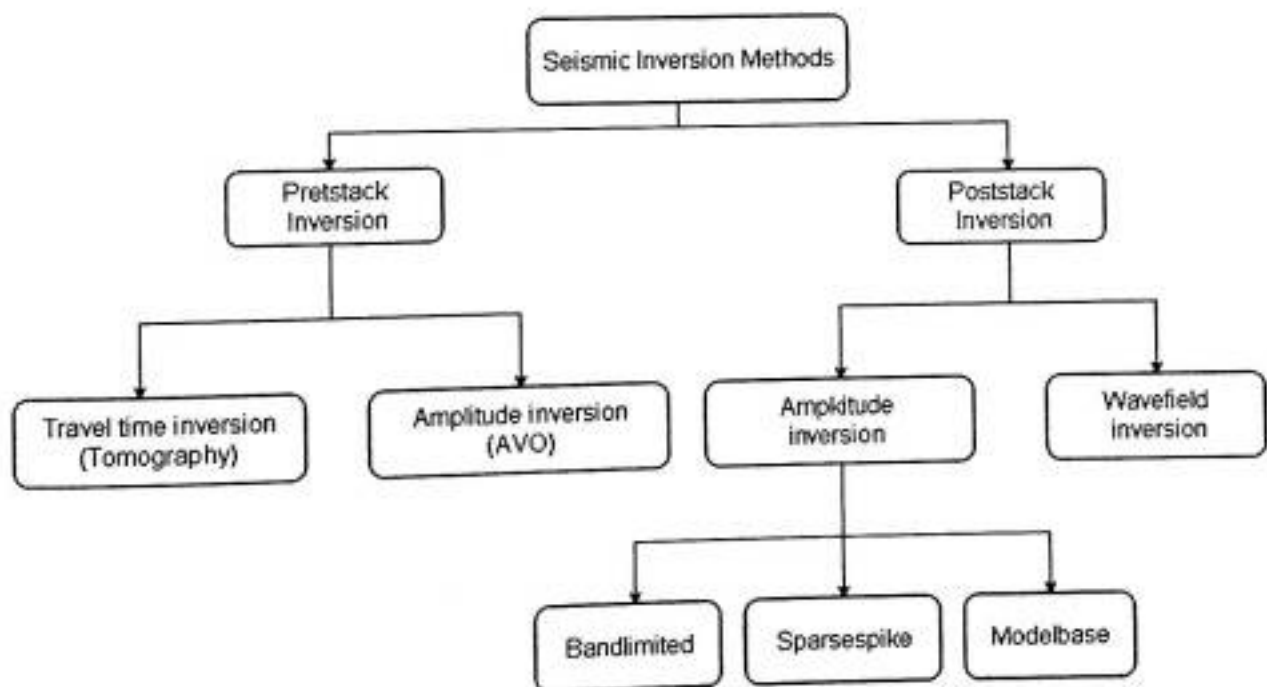 Seismic Inversion Methods
Pretstack
Inversion
Poststack
Inversion
Travel time inversion
(Tomography)
Amplitude inversion
(AVO)
Ampkitude
inversion
Wavefield
inversion
Bandlimited
Sparsespike
Modelbase